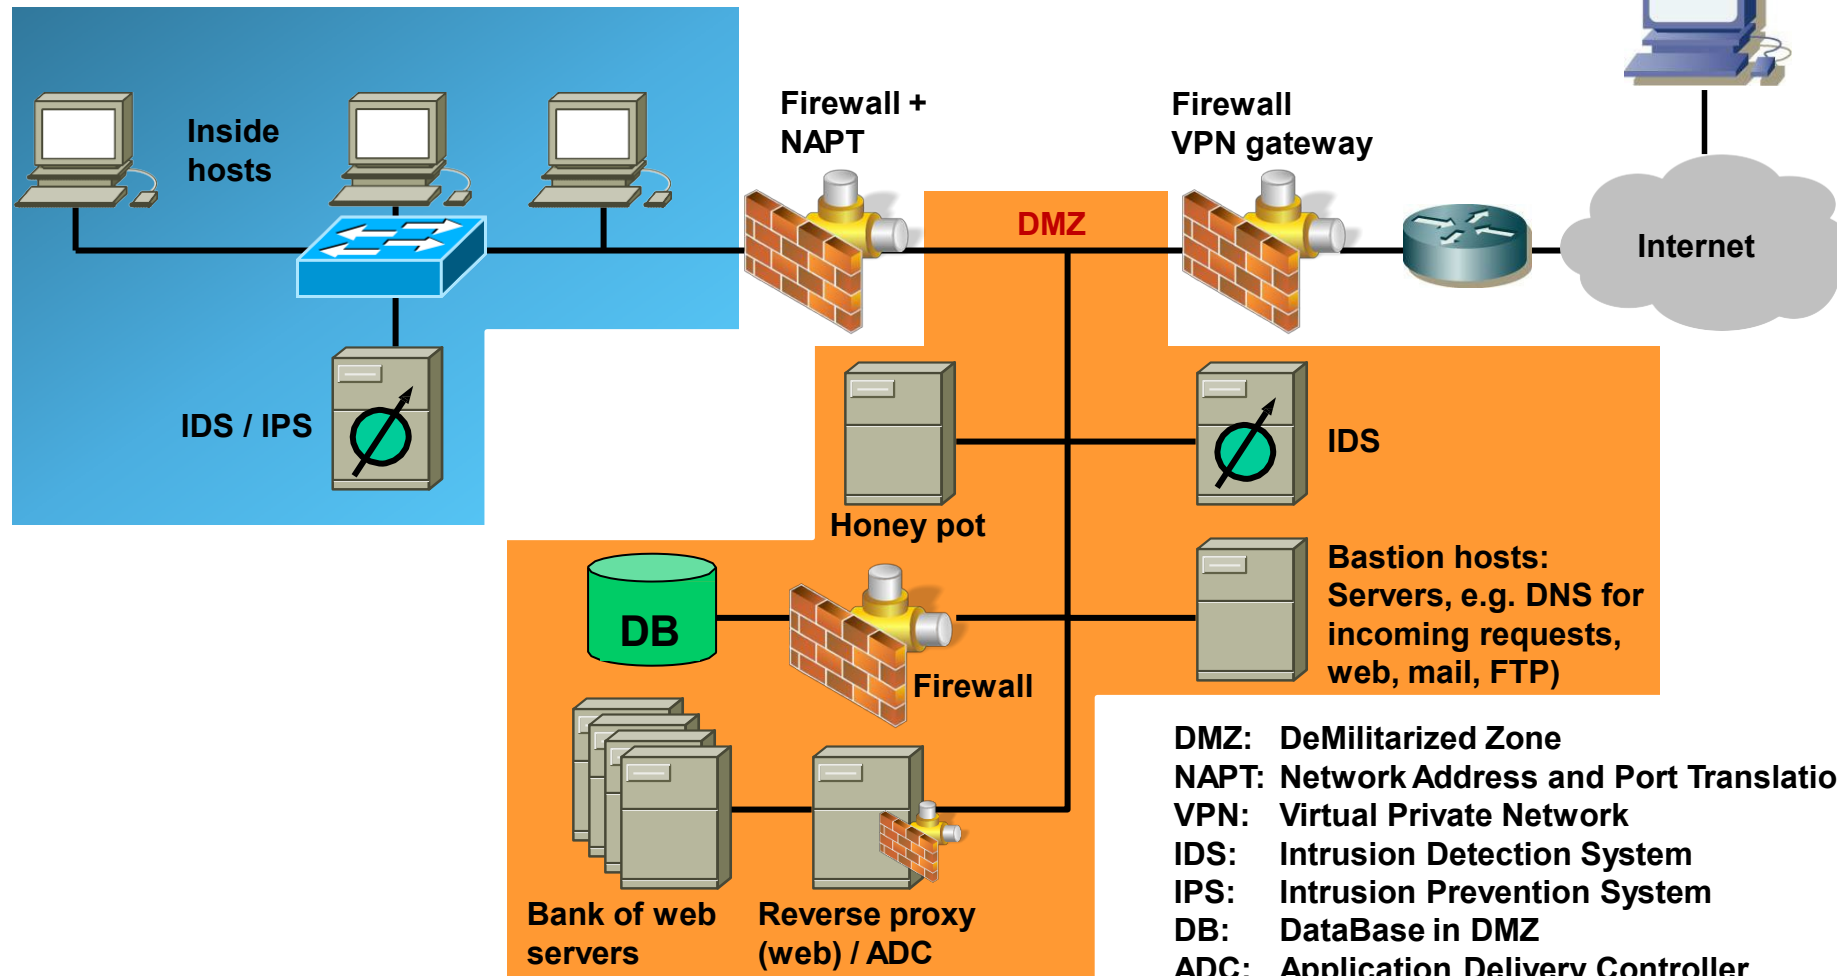 Inside
hosts
Firewall +
NAPT
Firewall
VPN gateway
DMZ
Internet
IDS / IPS
IDS
Honey pot
Bastion hosts:
Servers, e.g. DNS for
incoming requests,
web, mail, FTP)
DB
Firewall
Bank of web
servers
Reverse proxy
(web) / ADC
DMZ: DeMilitarized Zone
NAPT: Network Address and Port Translatio
VPN: Virtual Private Network
IDS: Intrusion Detection System
IPS: Intrusion Prevention System
DB: DataBase in DMZ
ADC: Application Delivery Controller